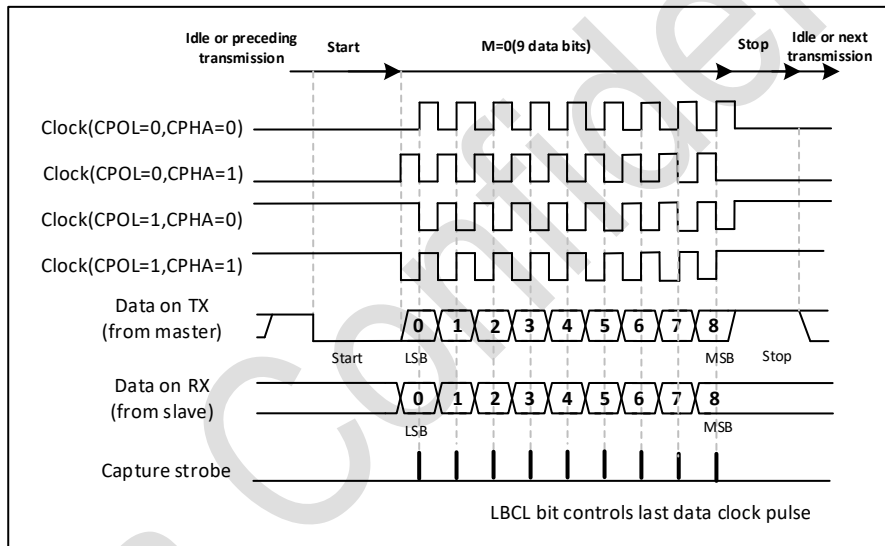 Idle or preceding
transmission
Start
M=0(9 data bits)
Stop
Idle or next
transmission
Clock(CPOL=0,CPHA=0)
Clock(CPOL=0,CPHA=1)
Clock(CPOL=1,CPHA=0)
Clock(CPOL=1,CPHA=1)
Data on TX
(from master)
0 1 2 3 4 5 6 7 8
Start
LSB
MSB
Stop
Data on RX
(from slave)
0 1 2 3 4 5 6 7 8
LSB
MSB
Capture strobe
LBCL bit controls last data clock pulse